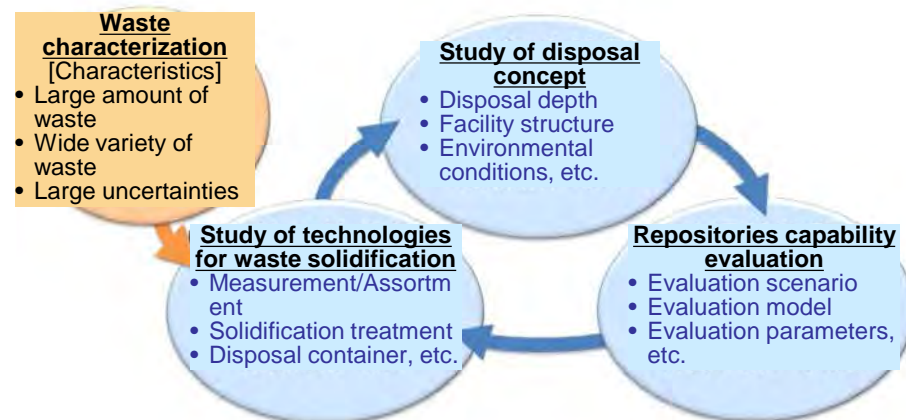 Waste
characterization
[Characteristics]
• Large amount of
waste
• Wide variety of
waste
• Large uncertainties
Study of disposal
concept
• Disposal depth
• Facility structure
• Environmental
conditions, etc.
Study of technologies
for waste solidification
• Measurement/Assortm
ent
• Solidification treatment
• Disposal container, etc.
Repositories capability
evaluation
• Evaluation scenario
• Evaluation model
• Evaluation parameters,
etc.